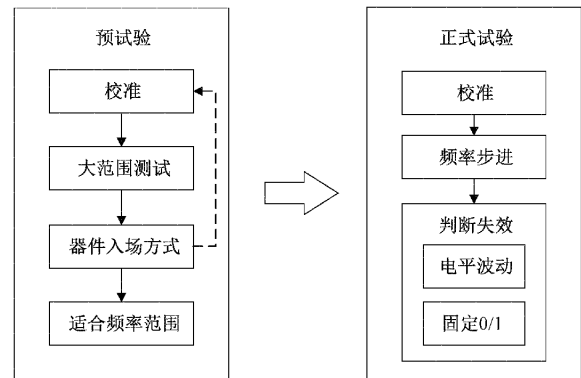 预试验
校准
大范围测试
器件入场方式
适合频率范围
正式试验
校准
频率步进
判断失效
电平波动
固定0/1